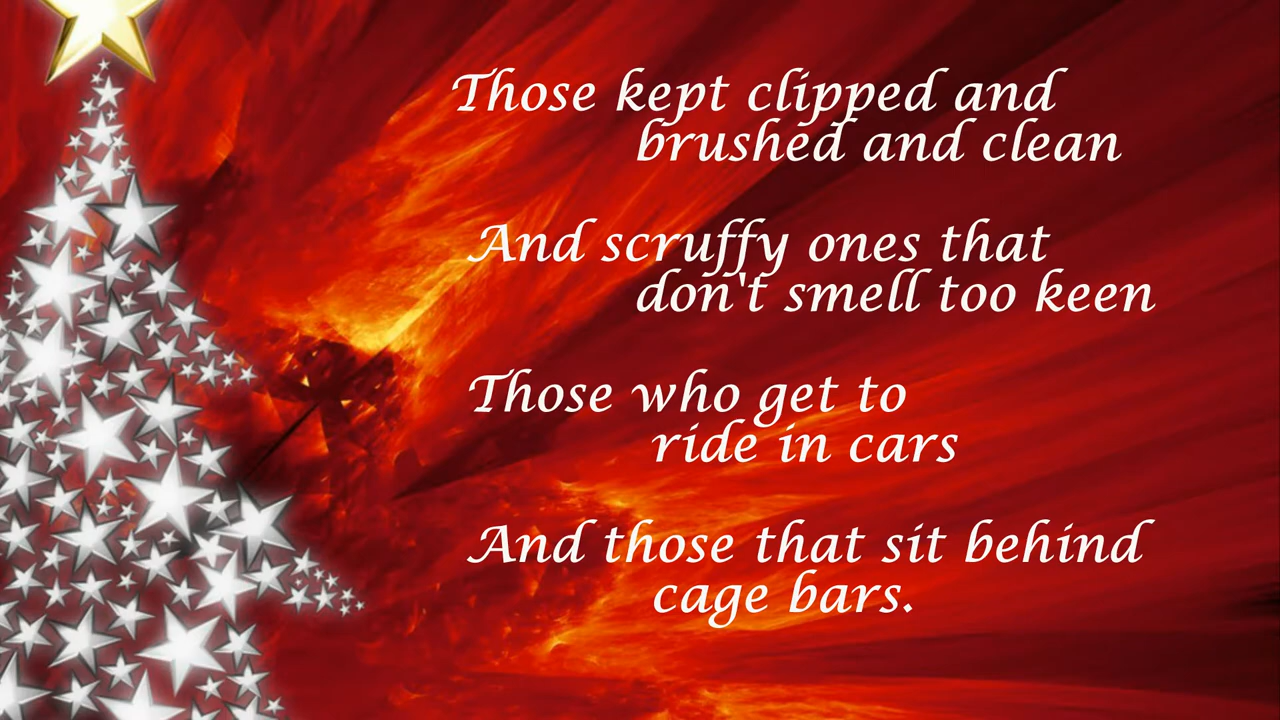 Those kept clipped and
brushed and clean
And scruffy ones that
don't smell too keen
Those who get to
ride in cars
And those that sit behind
cage bars.